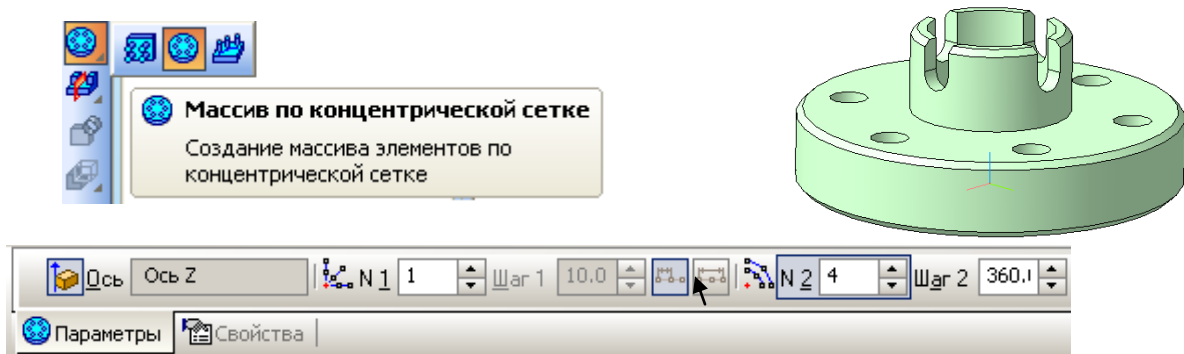 Массив по концентрической сетке
Создание массива элементов по
концентрической сетке
Ось Ось Z N 1 1 Шаг 1 10.0 N 2 4 Шаг 2 360.
Параметры Свойства